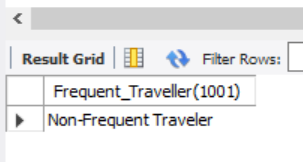 Result Grid Filter Rows:
Frequent_Traveller(1001)
Non-Frequent Traveler